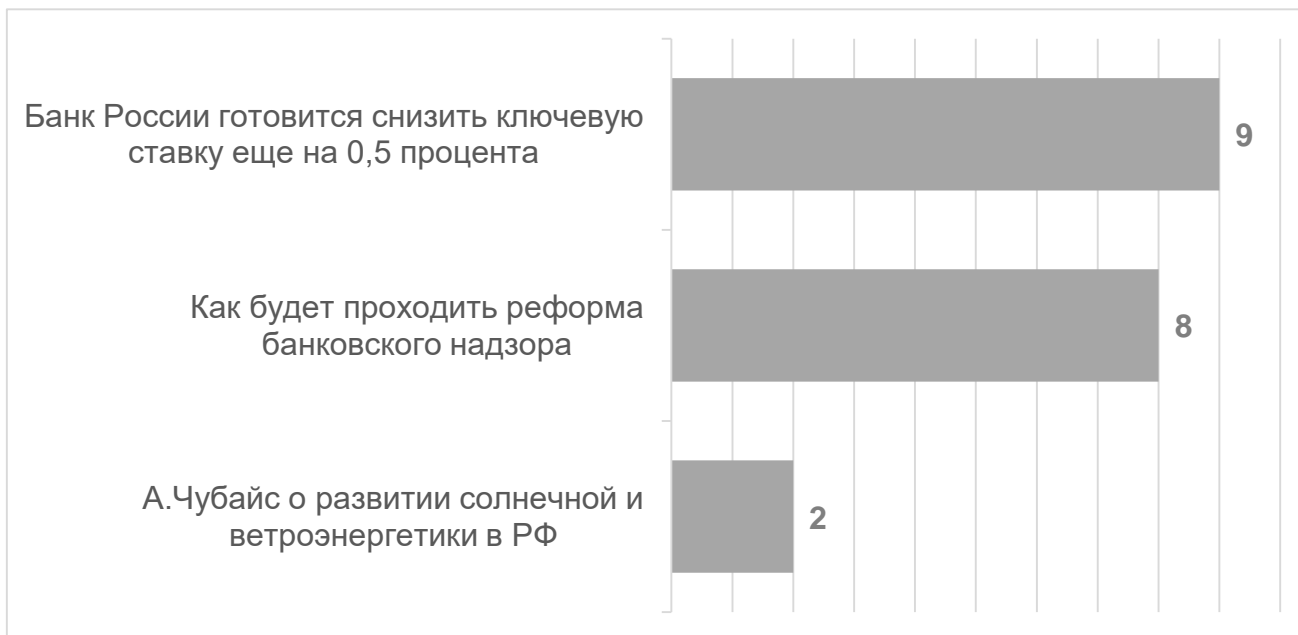 Банк России готовится снизить ключевую
ставку еще на 0,5 процента
9
Как будет проходить реформа
банковского надзора
8
А.Чубайс о развитии солнечной и
ветроэнергетики в РФ
2